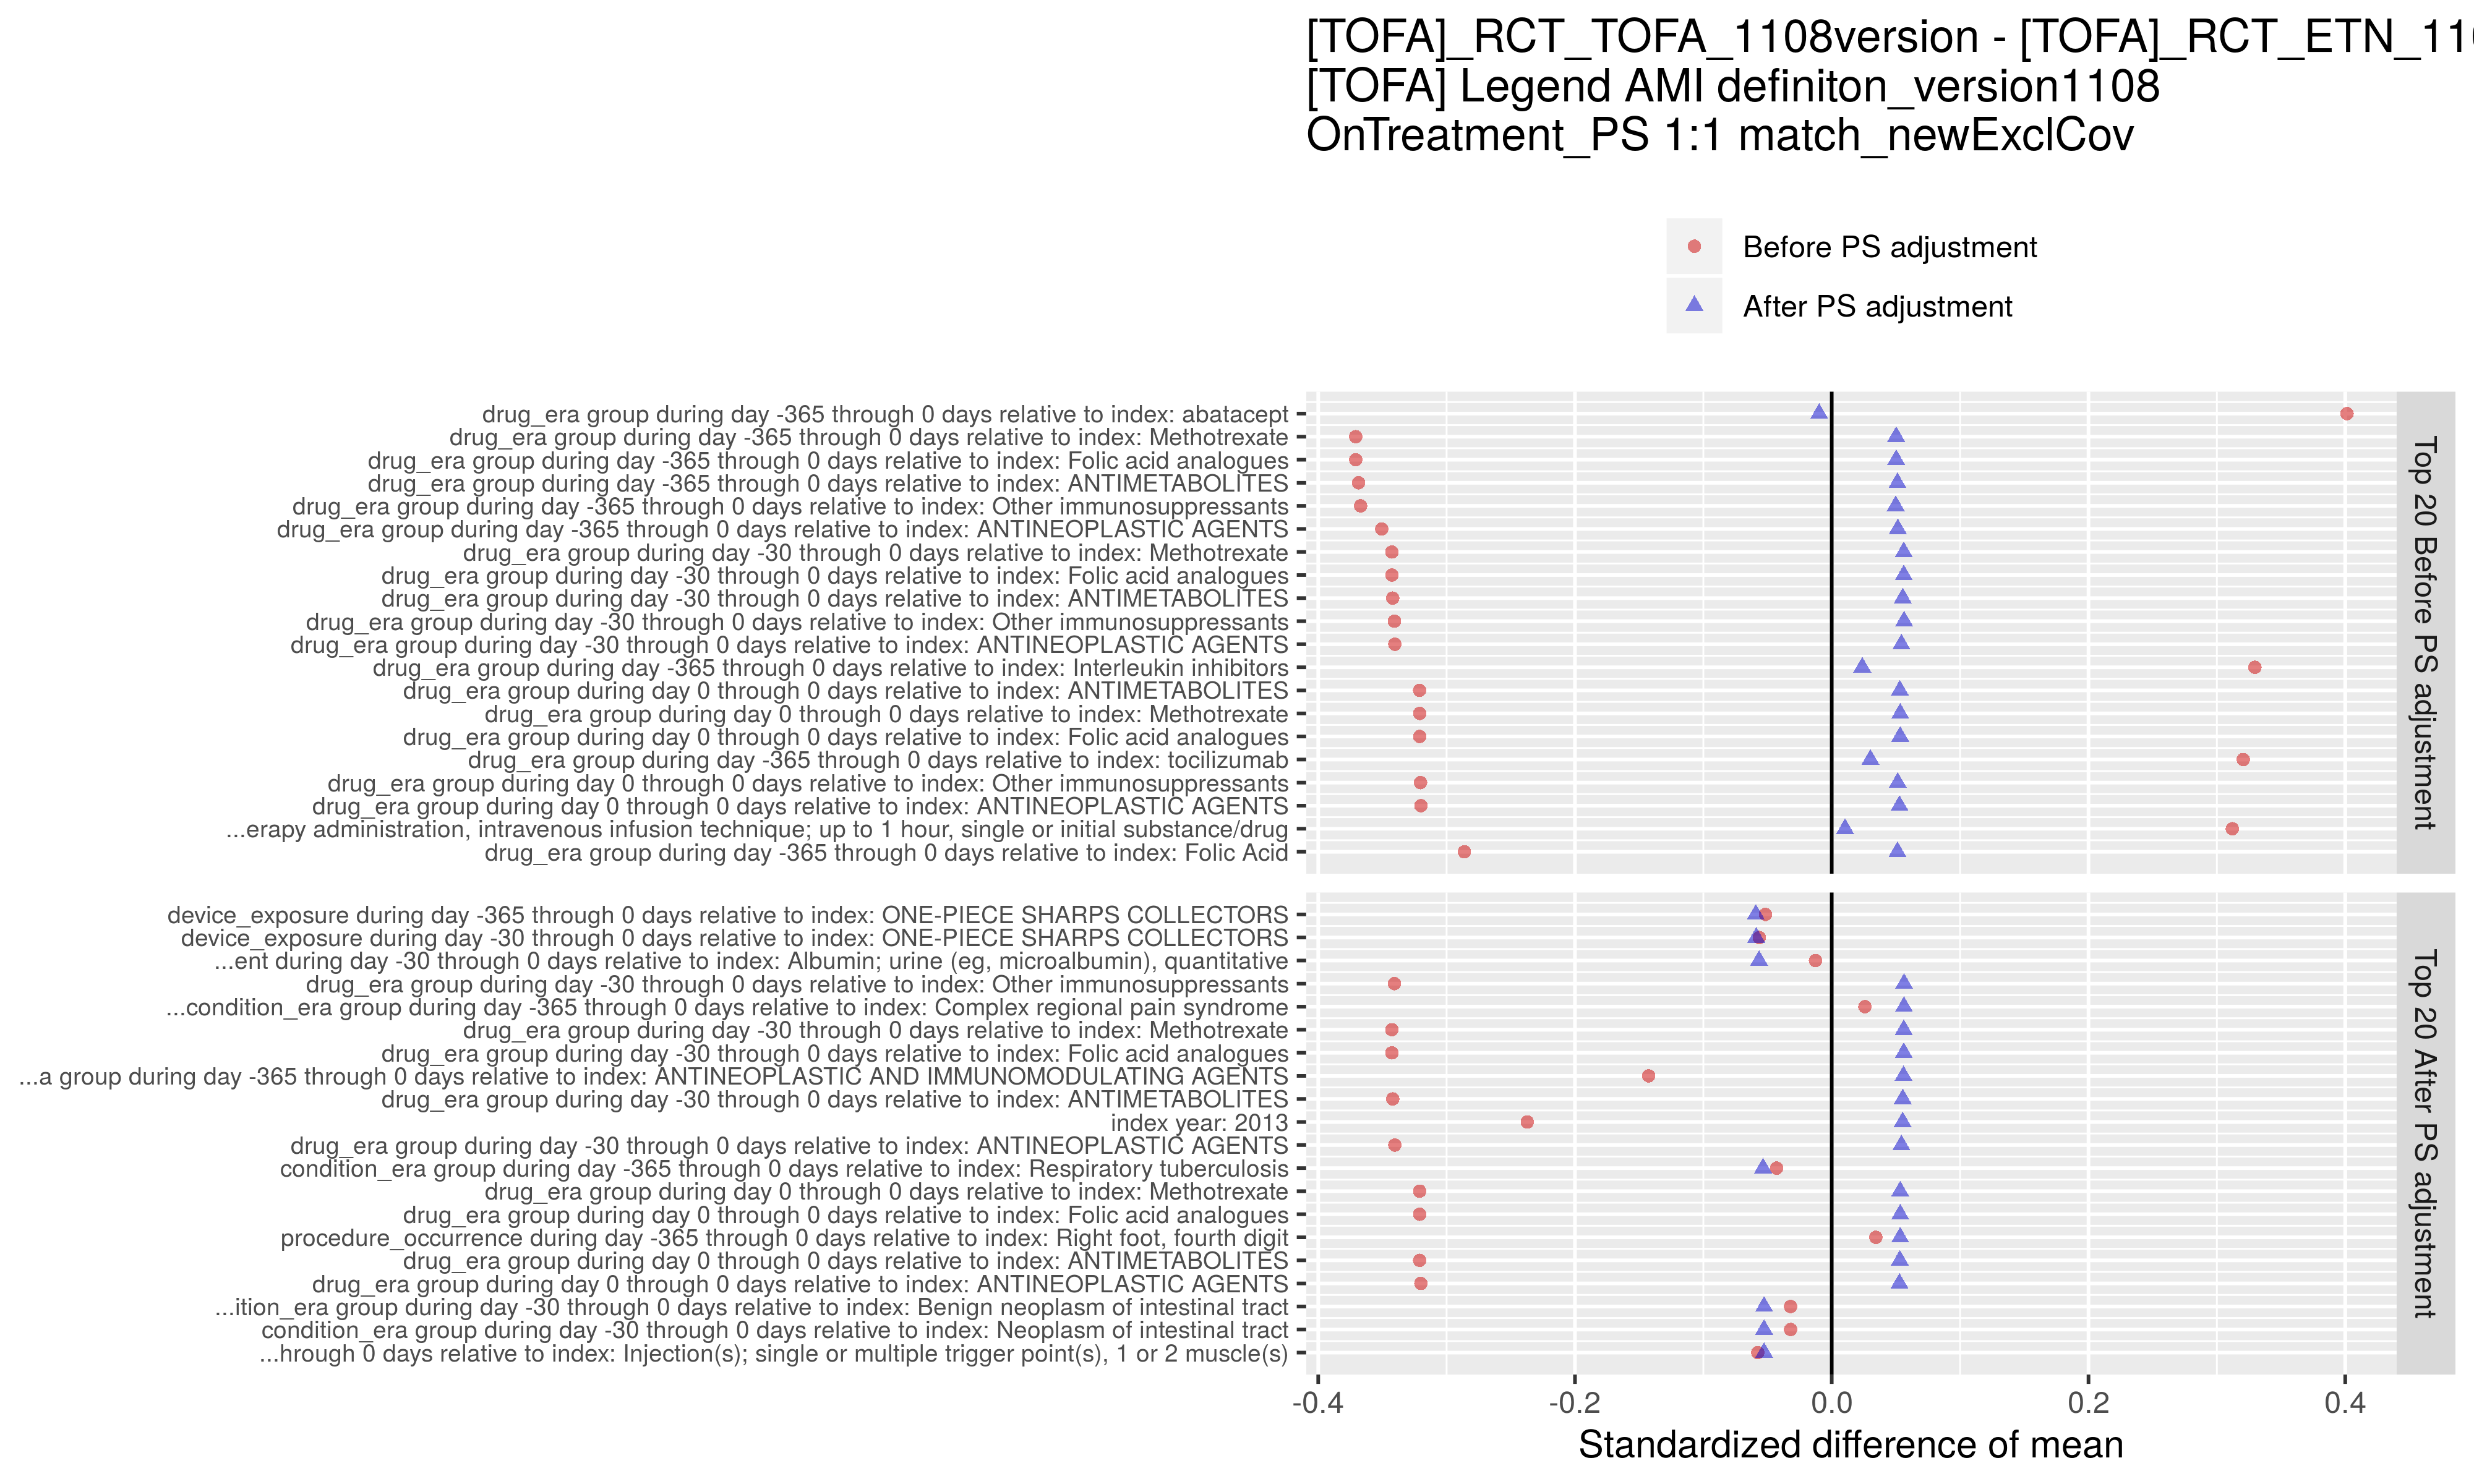 [TOFA]_RCT_TOFA_1108version - [TOFA]_RCT_ETN_110
[TOFA] Legend AMI definiton_version1108
OnTreatment_PS 1:1 match_newExclCov
Before PS adjustment
After PS adjustment
drug_era group during day -365 through 0 days relative to index: abatacept
drug_era group during day -365 through 0 days relative to index: Methotrexate
drug_era group during day -365 through 0 days relative to index: Folic acid analogues
drug_era group during day -365 through 0 days relative to index: ANTIMETABOLITES
drug_era group during day -365 through 0 days relative to index: Other immunosuppressants
drug_era group during day -365 through 0 days relative to index: ANTINEOPLASTIC AGENTS
drug_era group during day -30 through 0 days relative to index: Methotrexate
drug_era group during day -30 through 0 days relative to index: Folic acid analogues
drug_era group during day -30 through 0 days relative to index: ANTIMETABOLITES
drug_era group during day -30 through 0 days relative to index: Other immunosuppressants
drug_era group during day -30 through 0 days relative to index: ANTINEOPLASTIC AGENTS
drug_era group during day -365 through 0 days relative to index: Interleukin inhibitors
drug_era group during day 0 through 0 days relative to index: ANTIMETABOLITES
drug_era group during day 0 through 0 days relative to index: Methotrexate
drug_era group during day 0 through 0 days relative to index: Folic acid analogues
drug_era group during day -365 through 0 days relative to index: tocilizumab
drug_era group during day 0 through 0 days relative to index: Other immunosuppressants
drug_era group during day 0 through 0 days relative to index: ANTINEOPLASTIC AGENTS
...erapy administration, intravenous infusion technique; up to 1 hour, single or initial substance/drug
drug_era group during day -365 through 0 days relative to index: Folic Acid
Top 20 Before PS adjustment
device_exposure during day -365 through 0 days relative to index: ONE-PIECE SHARPS COLLECTORS
device_exposure during day -30 through 0 days relative to index: ONE-PIECE SHARPS COLLECTORS
...ent during day -30 through 0 days relative to index: Albumin; urine (eg, microalbumin), quantitative
drug_era group during day -30 through 0 days relative to index: Other immunosuppressants
...condition_era group during day -365 through 0 days relative to index: Complex regional pain syndrome
drug_era group during day -30 through 0 days relative to index: Methotrexate
drug_era group during day -30 through 0 days relative to index: Folic acid analogues
...a group during day -365 through 0 days relative to index: ANTINEOPLASTIC AND IMMUNOMODULATING AGENTS
drug_era group during day -30 through 0 days relative to index: ANTIMETABOLITES
index year: 2013
drug_era group during day -30 through 0 days relative to index: ANTINEOPLASTIC AGENTS
condition_era group during day -365 through 0 days relative to index: Respiratory tuberculosis
drug_era group during day 0 through 0 days relative to index: Methotrexate
drug_era group during day 0 through 0 days relative to index: Folic acid analogues
procedure_occurrence during day -365 through 0 days relative to index: Right foot, fourth digit
drug_era group during day 0 through 0 days relative to index: ANTIMETABOLITES
drug_era group during day 0 through 0 days relative to index: ANTINEOPLASTIC AGENTS
...ition_era group during day -30 through 0 days relative to index: Benign neoplasm of intestinal tract
condition_era group during day -30 through 0 days relative to index: Neoplasm of intestinal tract
...hrough 0 days relative to index: Injection(s); single or multiple trigger point(s), 1 or 2 muscle(s)
Top 20 After PS adjustment
-0.4 -0.2 0.0 0.2 0.4
Standardized difference of mean